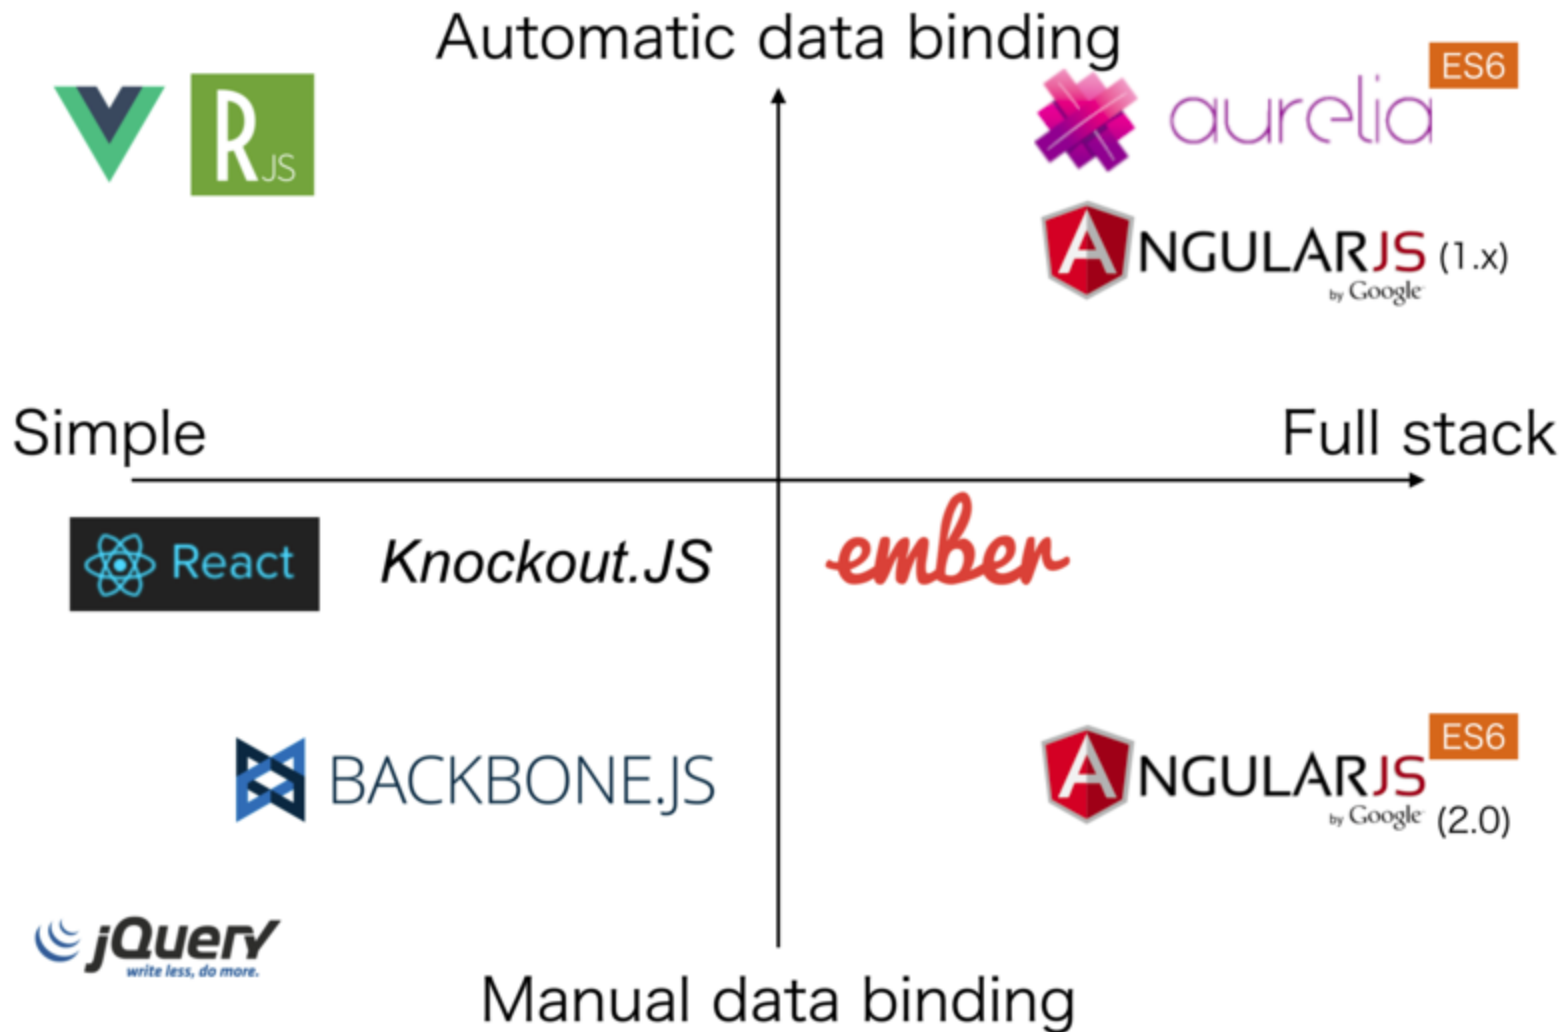 Automatic data binding
ES6
RJS
aurelia
ANGULARJS (1.x)
by Google
Simple
Full stack
React
Knockout.JS
ember
ES6
BACKBONE.JS
ANGULARJS
by Google (2.0)
jQuery
write less, do more.
Manual data binding